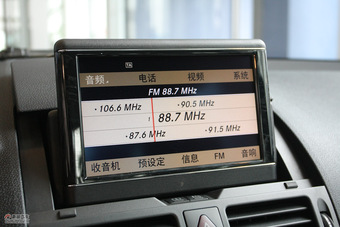 TA
音频 电话 视频 系统
FM 88.7 MHz
·106.6 MHz ·90.5 MHz
1 88.7 MHz
·87.6 MHz ·91.5 MHz
收音机 预设定 信息 FM 音响